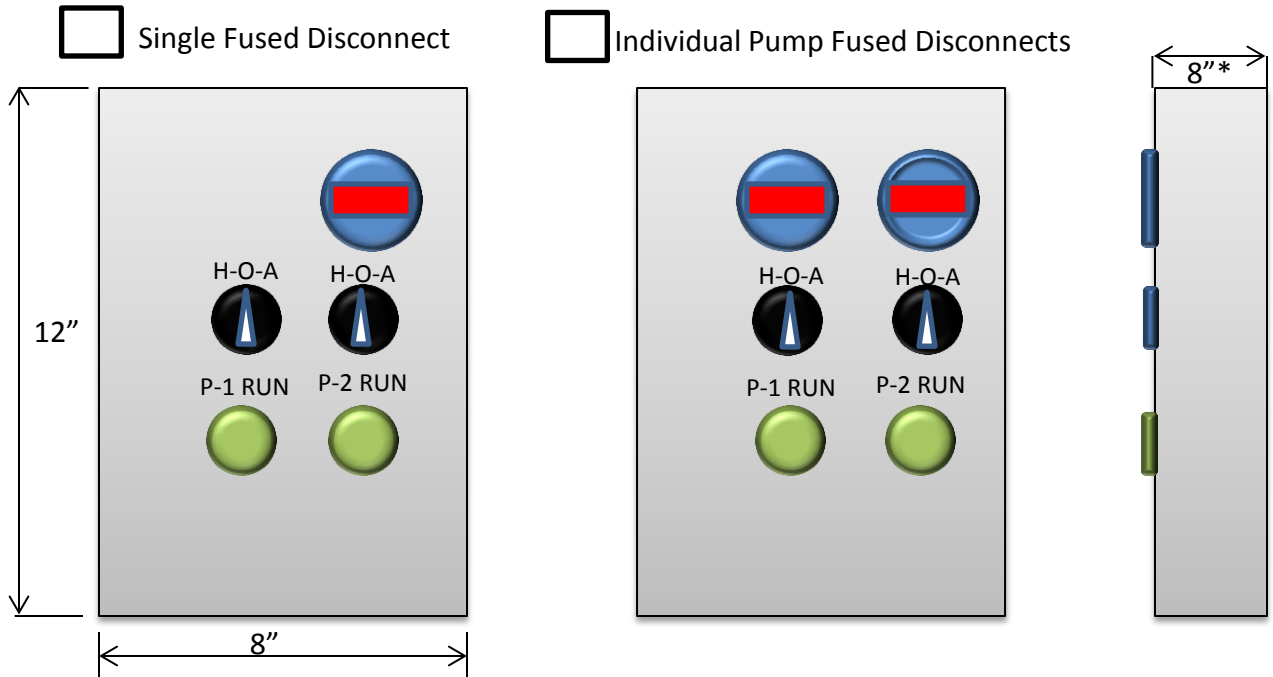 Single Fused Disconnect
Individual Pump Fused Disconnects
8”*
H-O-A
H-O-A
H-O-A
H-O-A
12”
P-1 RUN
P-2 RUN
P-1 RUN
P-2 RUN
8”